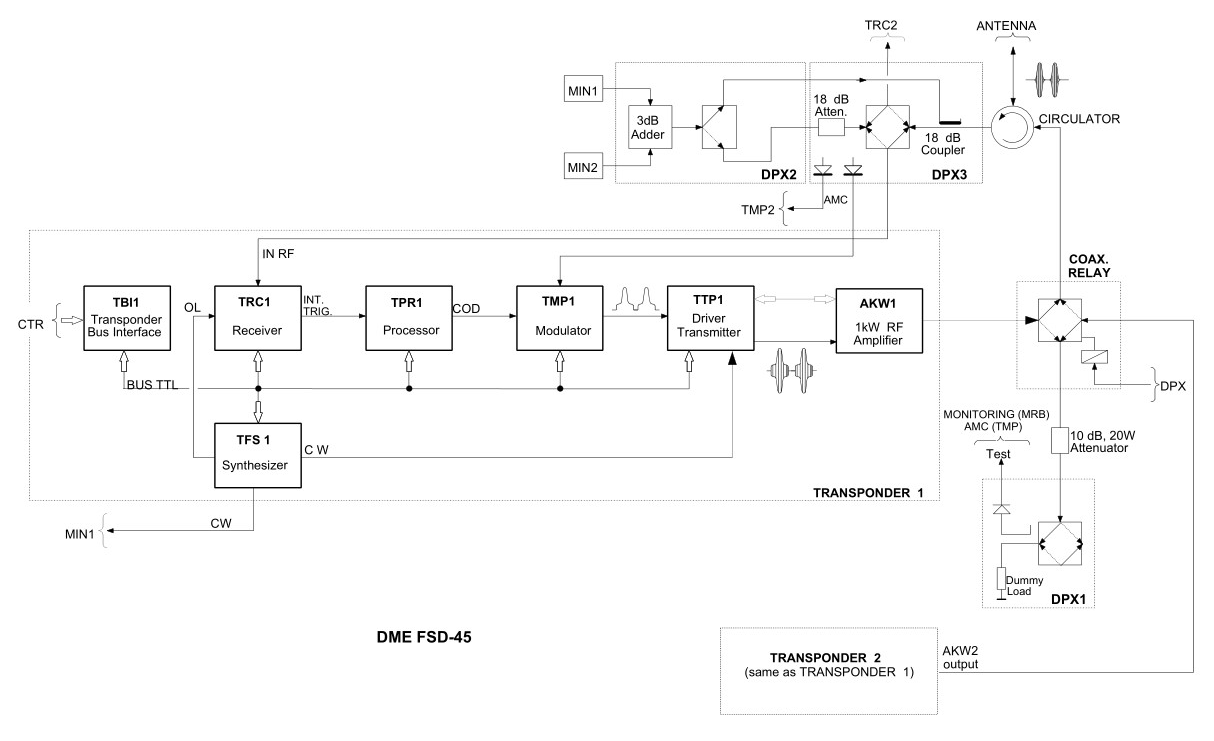 TRC2
ANTENNA
MIN1
3dB
Adder
MIN2
DPX2
18 dB
Atten.
18 dB
Coupler
DPX3
CIRCULATOR
TMP2
AMC
IN RF
COAX.
RELAY
CTR
TBI1
Transponder
Bus Interface
OL
TRC1
Receiver
INT.
TRIG.
TPR1
Processor
COD
TMP1
Modulator
TTP1
Driver
Transmitter
AKW1
1kW RF
Amplifier
BUS TTL
DPX
TFS 1
Synthesizer
C W
MONITORING (MRB)
AMC (TMP)
Test
10 dB, 20W
Attenuator
TRANSPONDER 1
MIN1
CW
Dummy
Load
DPX1
DME FSD-45
TRANSPONDER 2
(same as TRANSPONDER 1)
AKW2
output